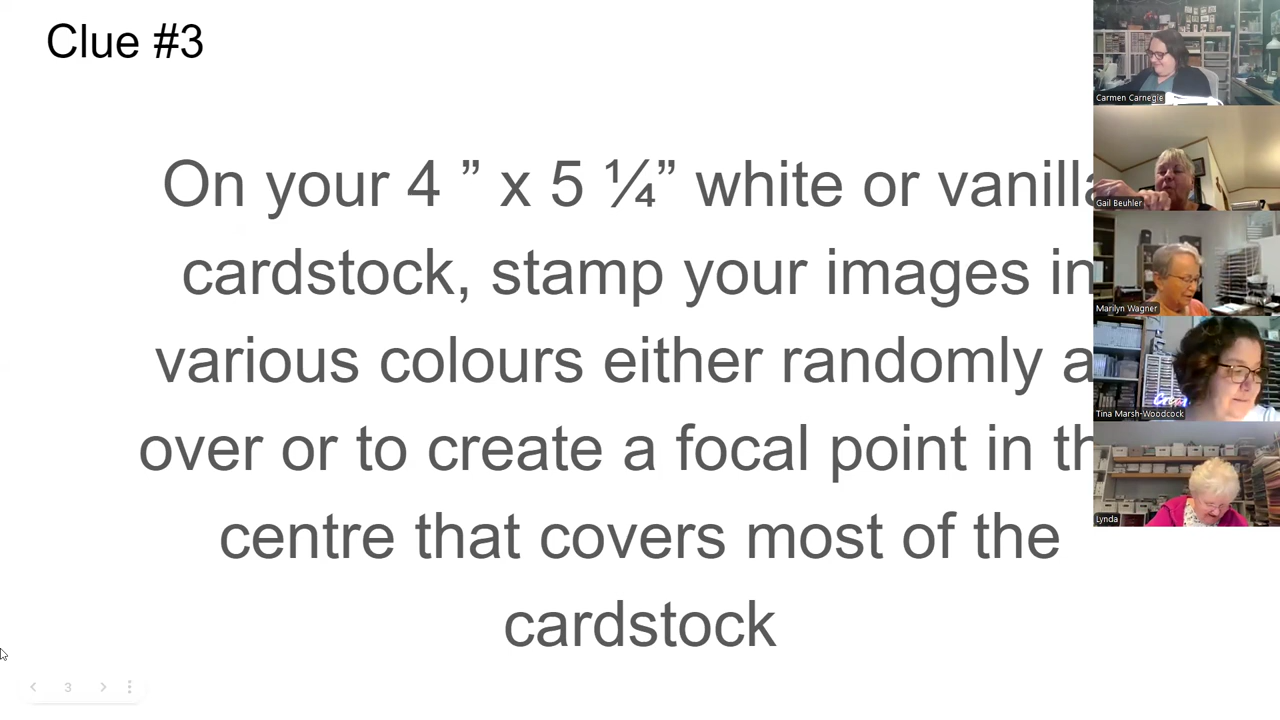 Clue #3
On your 4 ” x 5 ¼” white or vanilla
cardstock, stamp your images in
various colours either randomly
over or to create a focal point in
centre that covers most of the
cardstock
3
Carmen Carnegie
Gail Beuhler
Marilyn Wagner
Tina Marsh-Woodcock
Lynda